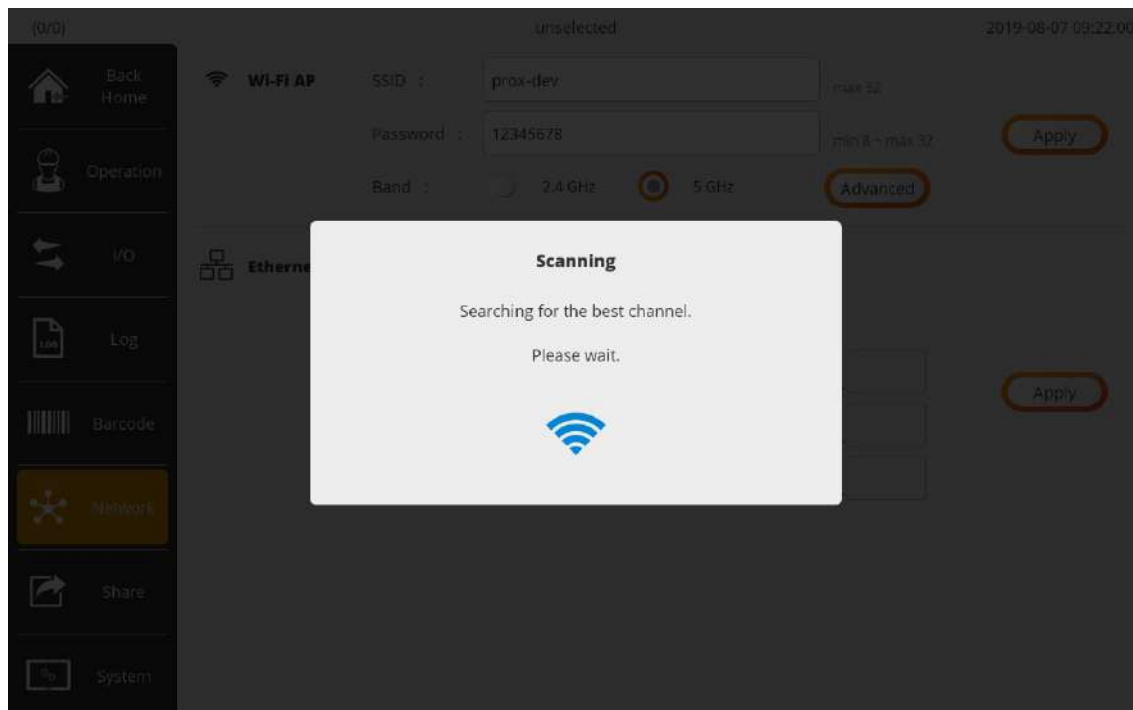 (0/0) unselected 2019-08-07 09:22:00
Back Home
Wi-Fi AP SSID : prox-dev max 32
Password : 12345678 min 8 ~ max 32 Apply
Operation
Band : 2.4 GHz 5 GHz Advanced
I/O
Etherne
Scanning
Searching for the best channel.
Please wait.
LOG Log
Apply
Barcode
Network
Share
System